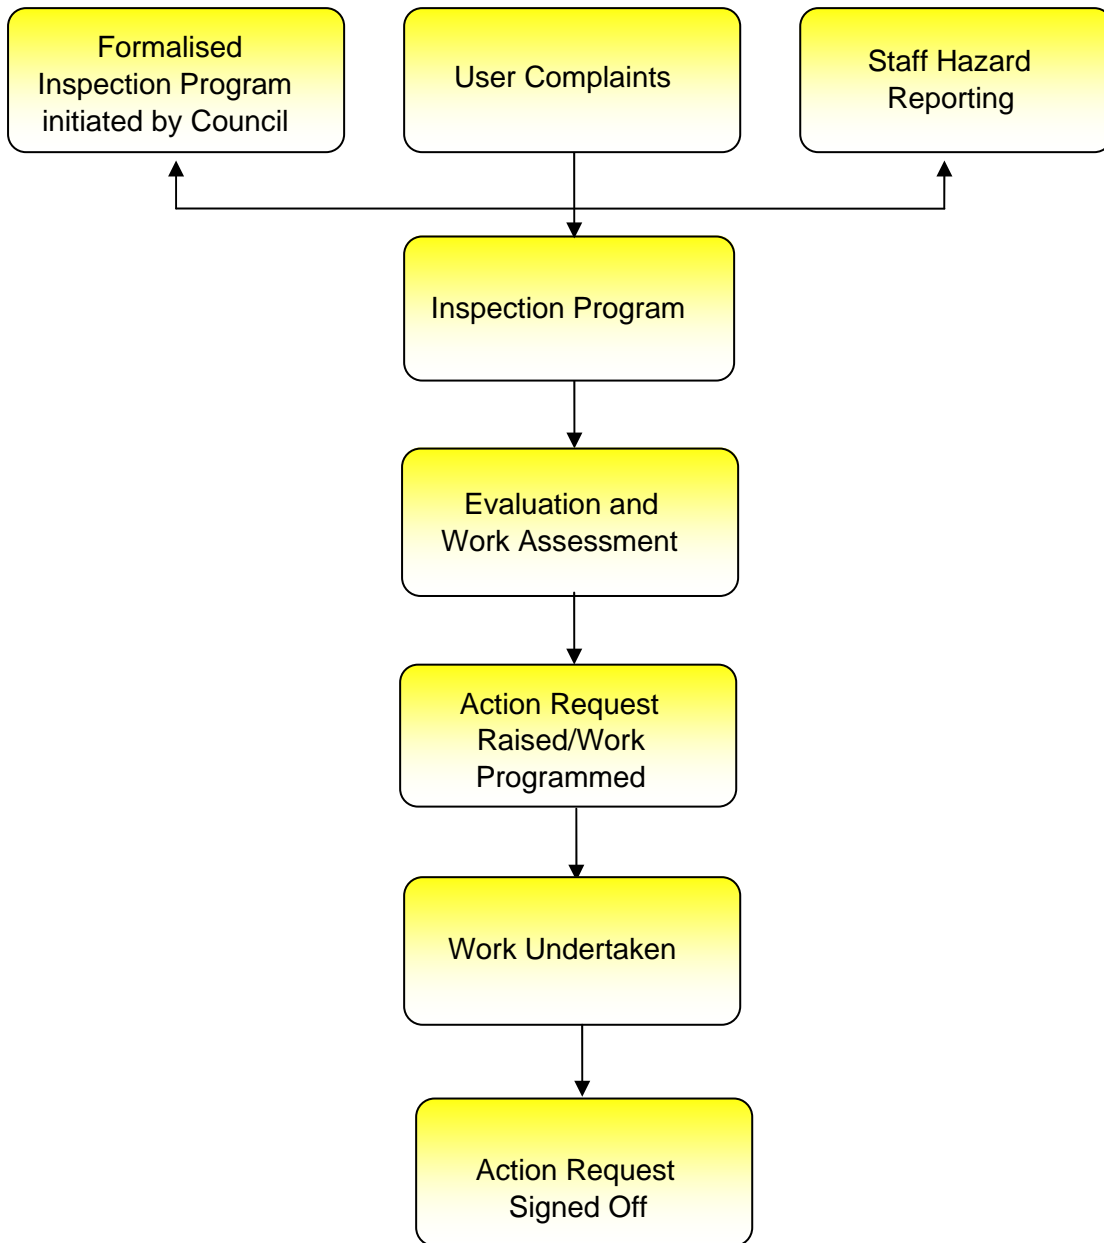 Formalised
Inspection Program
initiated by Council
User Complaints
Staff Hazard
Reporting
Inspection Program
Evaluation and
Work Assessment
Action Request
Raised/Work
Programmed
Work Undertaken
Action Request
Signed Off